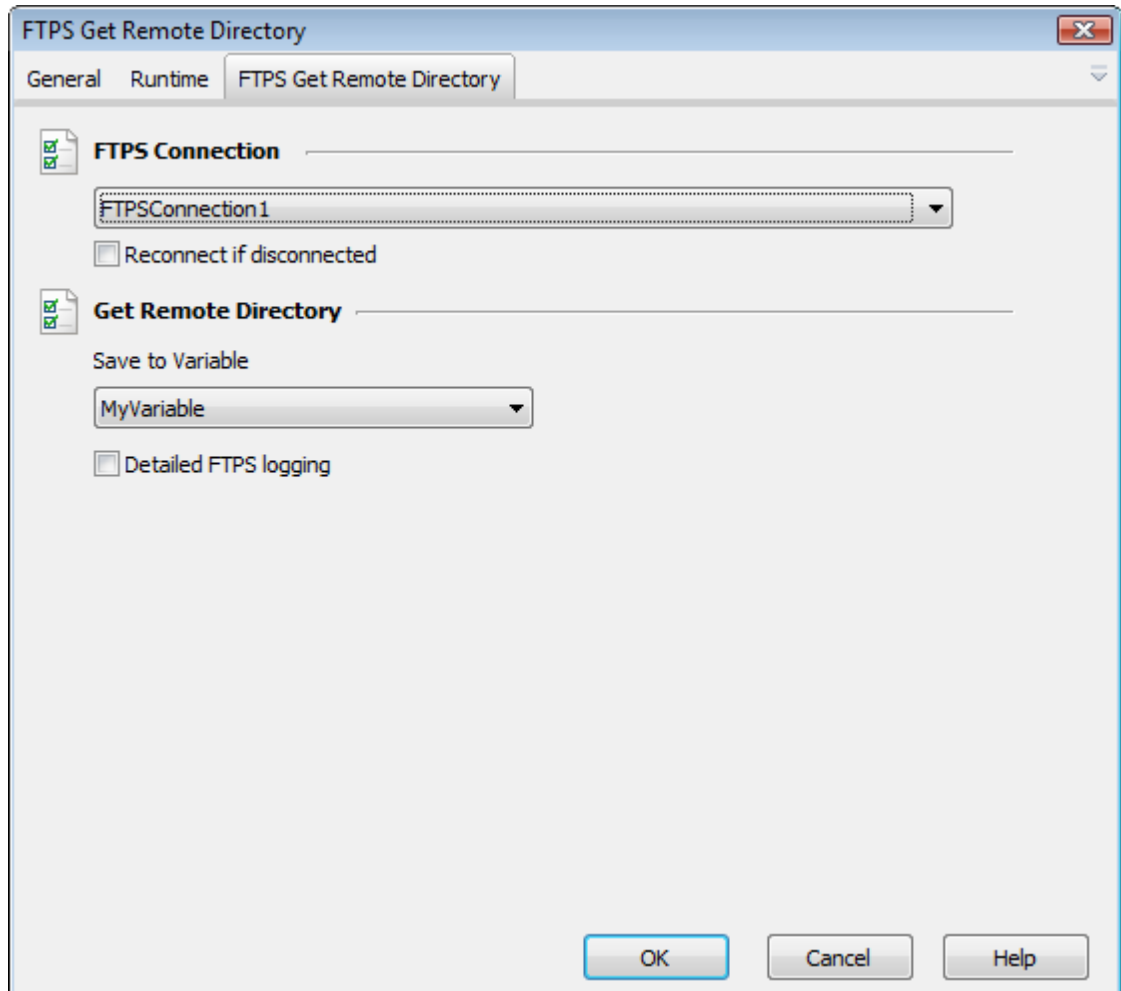 FTPS Get Remote Directory
General Runtime FTPS Get Remote Directory
FTPS Connection
FTPSConnection1
Reconnect if disconnected
Get Remote Directory
Save to Variable
MyVariable
Detailed FTPS logging
OK Cancel Help